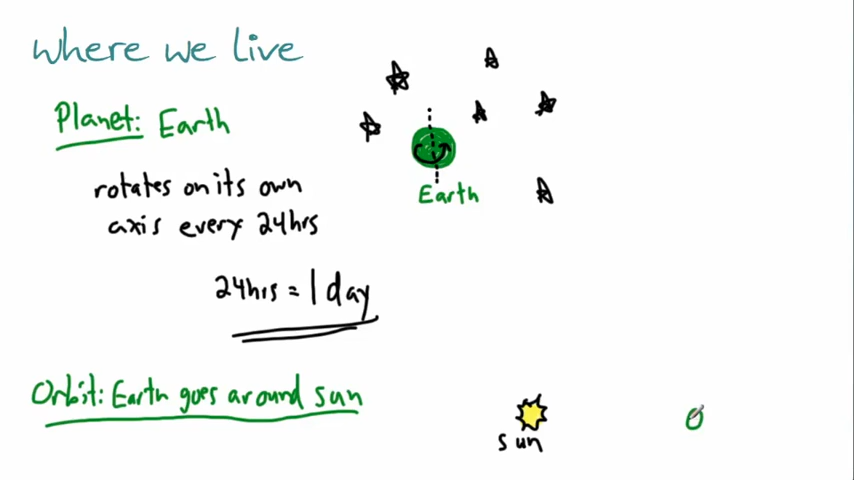 where we live
Planet: Earth
rotates on its own
axis every 24hrs
24hrs = 1 day
Earth
Orbit: Earth goes around sun
sun